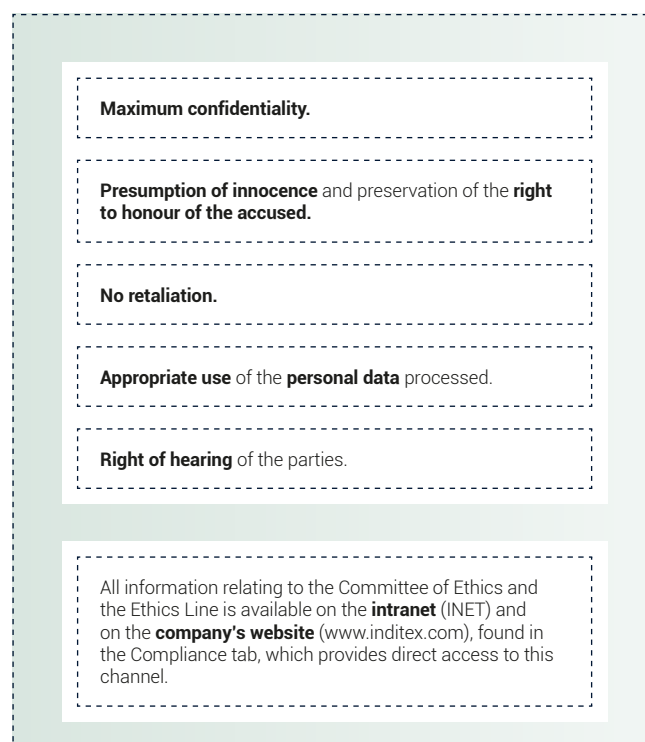 Maximum confidentiality.
Presumption of innocence and preservation of the right
to honour of the accused.
No retaliation.
Appropriate use of the personal data processed.
Right of hearing of the parties.
All information relating to the Committee of Ethics and
the Ethics Line is available on the intranet (INET) and
on the company's website (www.inditex.com), found in
the Compliance tab, which provides direct access to this
channel.